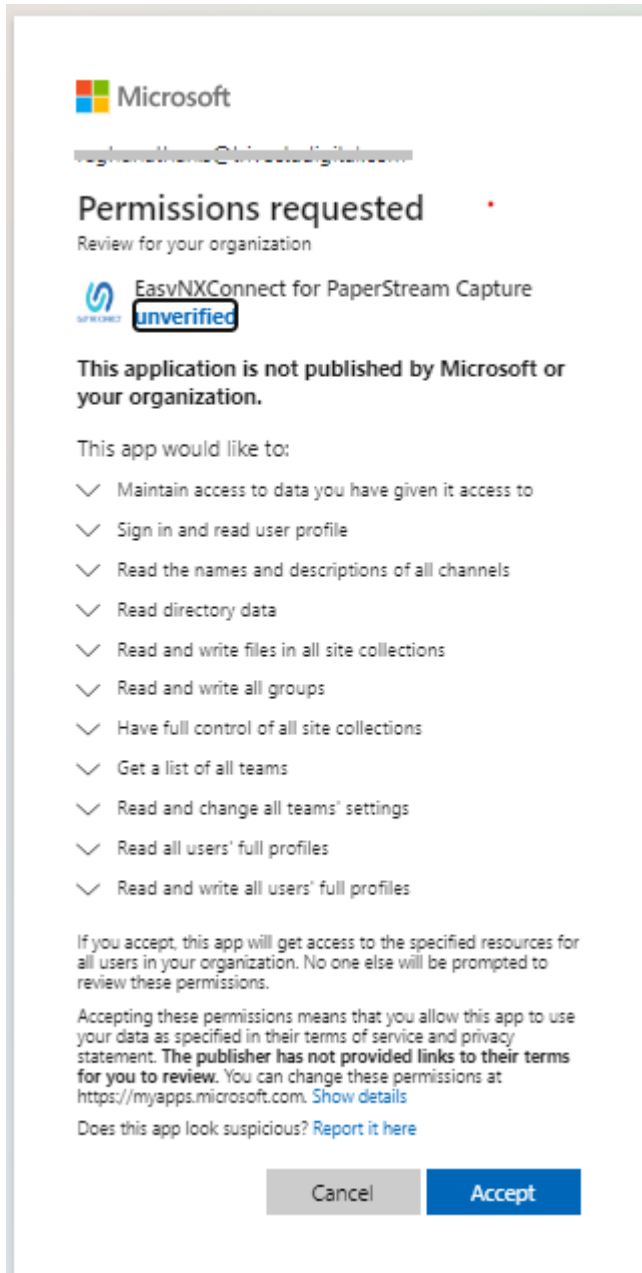 Microsoft
Permissions requested
Review for your organization
EasyNXConnect for PaperStream Capture
unverified
This application is not published by Microsoft or
your organization.
This app would like to:
Maintain access to data you have given it access to
Sign in and read user profile
Read the names and descriptions of all channels
Read directory data
Read and write files in all site collections
Read and write all groups
Have full control of all site collections
Get a list of all teams
Read and change all teams' settings
Read all users' full profiles
Read and write all users' full profiles
If you accept, this app will get access to the specified resources for
all users in your organization. No one else will be prompted to
review these permissions.
Accepting these permissions means that you allow this app to use
your data as specified in their terms of service and privacy
statement. The publisher has not provided links to their terms
for you to review. You can change these permissions at
https://myapps.microsoft.com. Show details
Does this app look suspicious? Report it here
Cancel
Accept